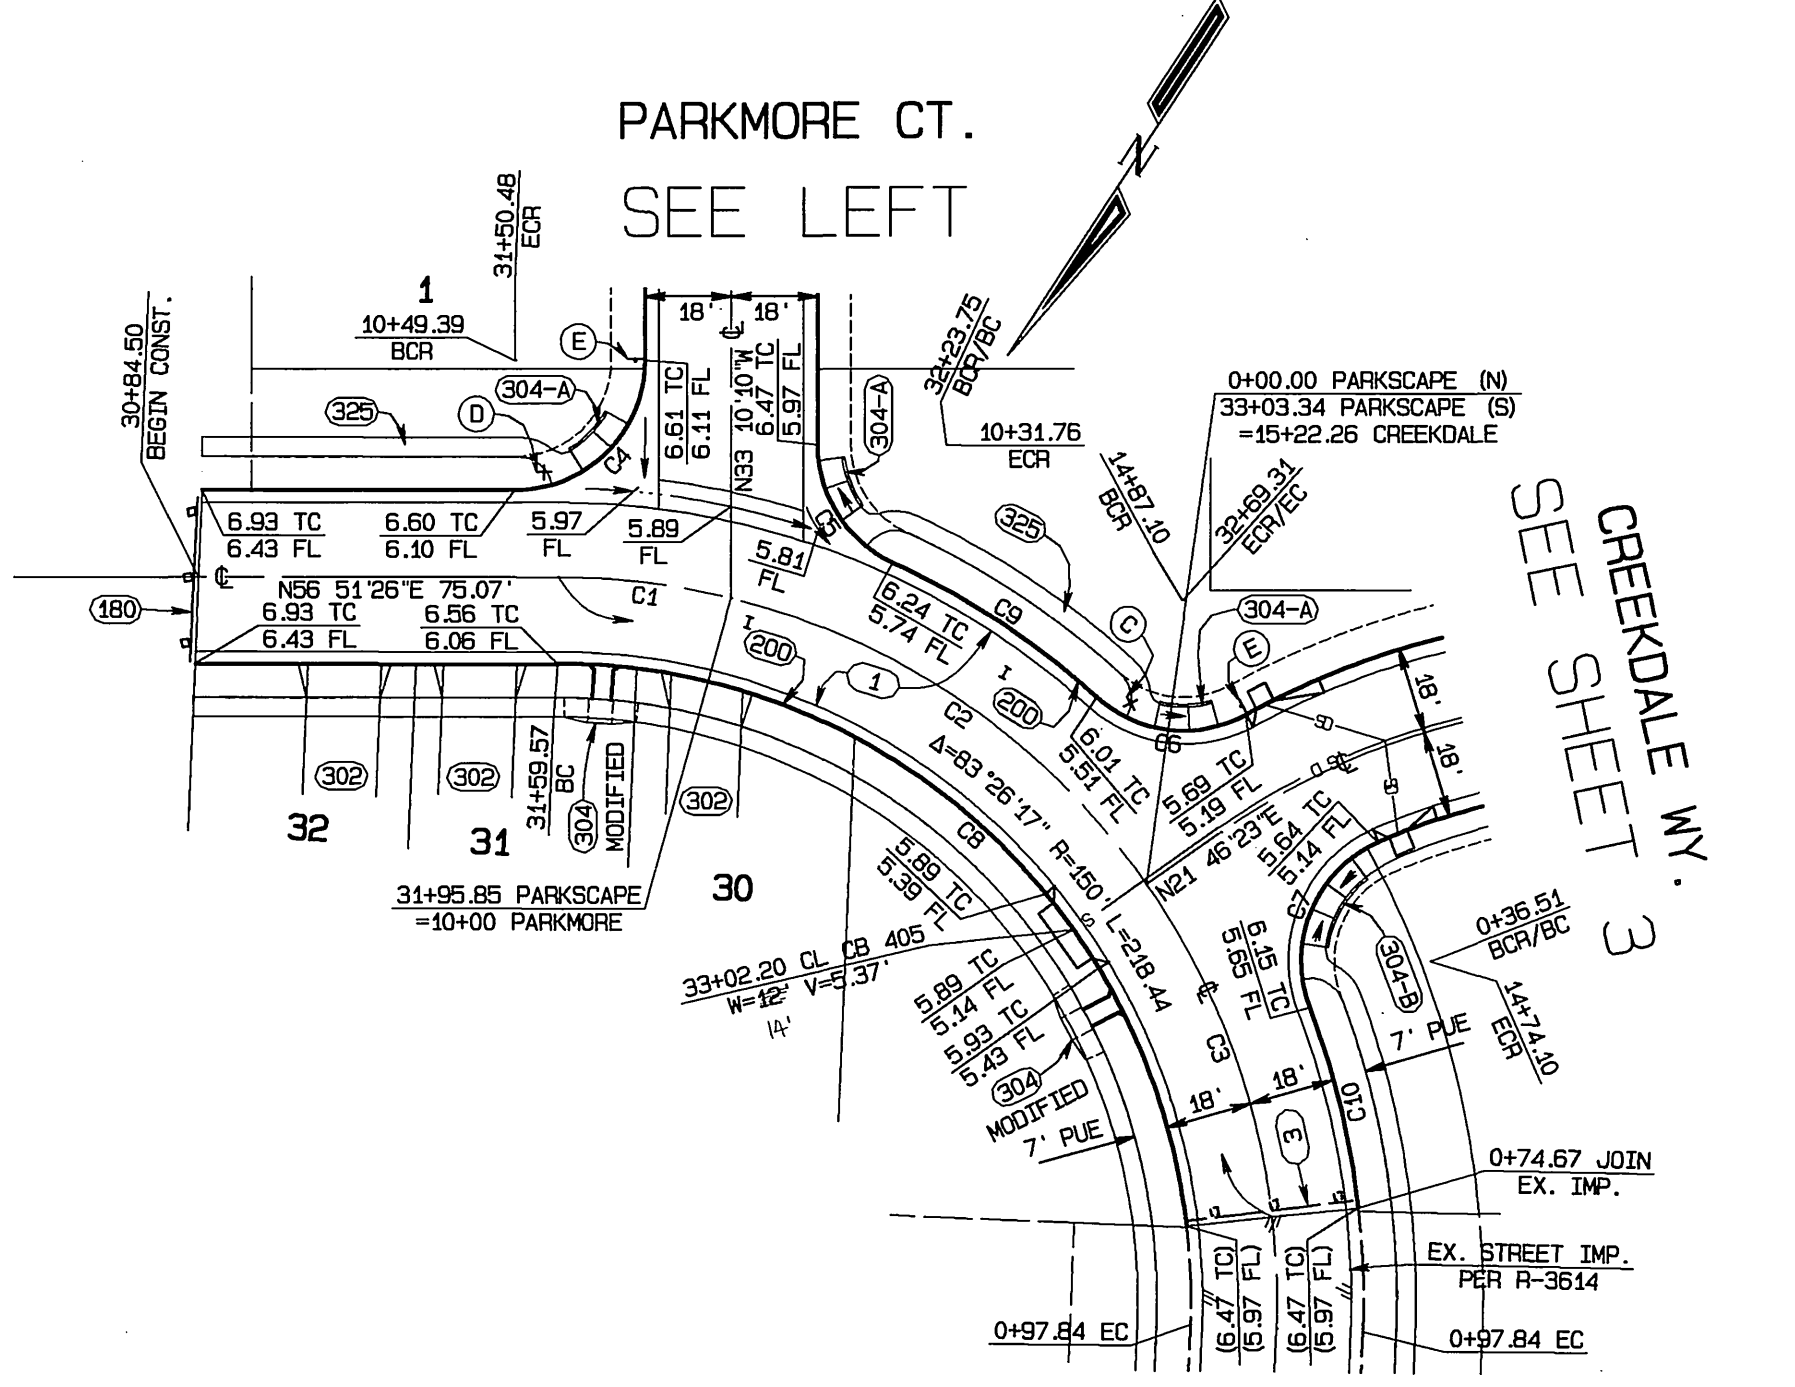 PARKMORE CT.
SEE LEFT
N
31+50.48
ECR
1
10+49.39
BCR
30+84.50
BEGIN CONST.
E
18'
18'
℄
304-A
325
D
C4
6.61 TC
6.11 FL
N33 10'10"W
6.47 TC
5.97 FL
304-A
C5
32+23.75
BCR/BC
10+31.76
ECR
0+00.00 PARKSCAPE (N)
33+03.34 PARKSCAPE (S)
=15+22.26 CREEKDALE
14+87.10
BCR
32+69.31
ECR/EC
325
CREEKDALE WY.
SEE SHEET 3
6.93 TC
6.43 FL
6.60 TC
6.10 FL
5.97
FL
5.89
FL
5.81
FL
℄
N56 51'26"E 75.07'
C1
180
6.93 TC
6.43 FL
6.56 TC
6.06 FL
I
200
1
6.24 TC
5.74 FL
C9
I
200
C
304-A
E
C6
18'
18'
C2
Δ=83°26'17" R=150' L=218.44
6.01 TC
5.51 FL
5.69 TC
5.19 FL
SD
SD
℄
SD
N21 46'23"E
5.64 TC
5.14 FL
302
302
302
31+59.57
BC
304
MODIFIED
32
31
30
C8
31+95.85 PARKSCAPE
=10+00 PARKMORE
5.89 TC
5.39 FL
S
33+02.20 CL CB 405
W=12' V=5.37'
14'
5.89 TC
5.14 FL
5.93 TC
5.43 FL
304
MODIFIED
7' PUE
C7
6.15 TC
5.65 FL
304-B
0+36.51
BCR/BC
14+74.10
ECR
7' PUE
℄
C3
18'
18'
C10
3
0+74.67 JOIN
EX. IMP.
EX. STREET IMP.
PER R-3614
(6.47 TC)
(5.97 FL)
(6.47 TC)
(5.97 FL)
0+97.84 EC
0+97.84 EC